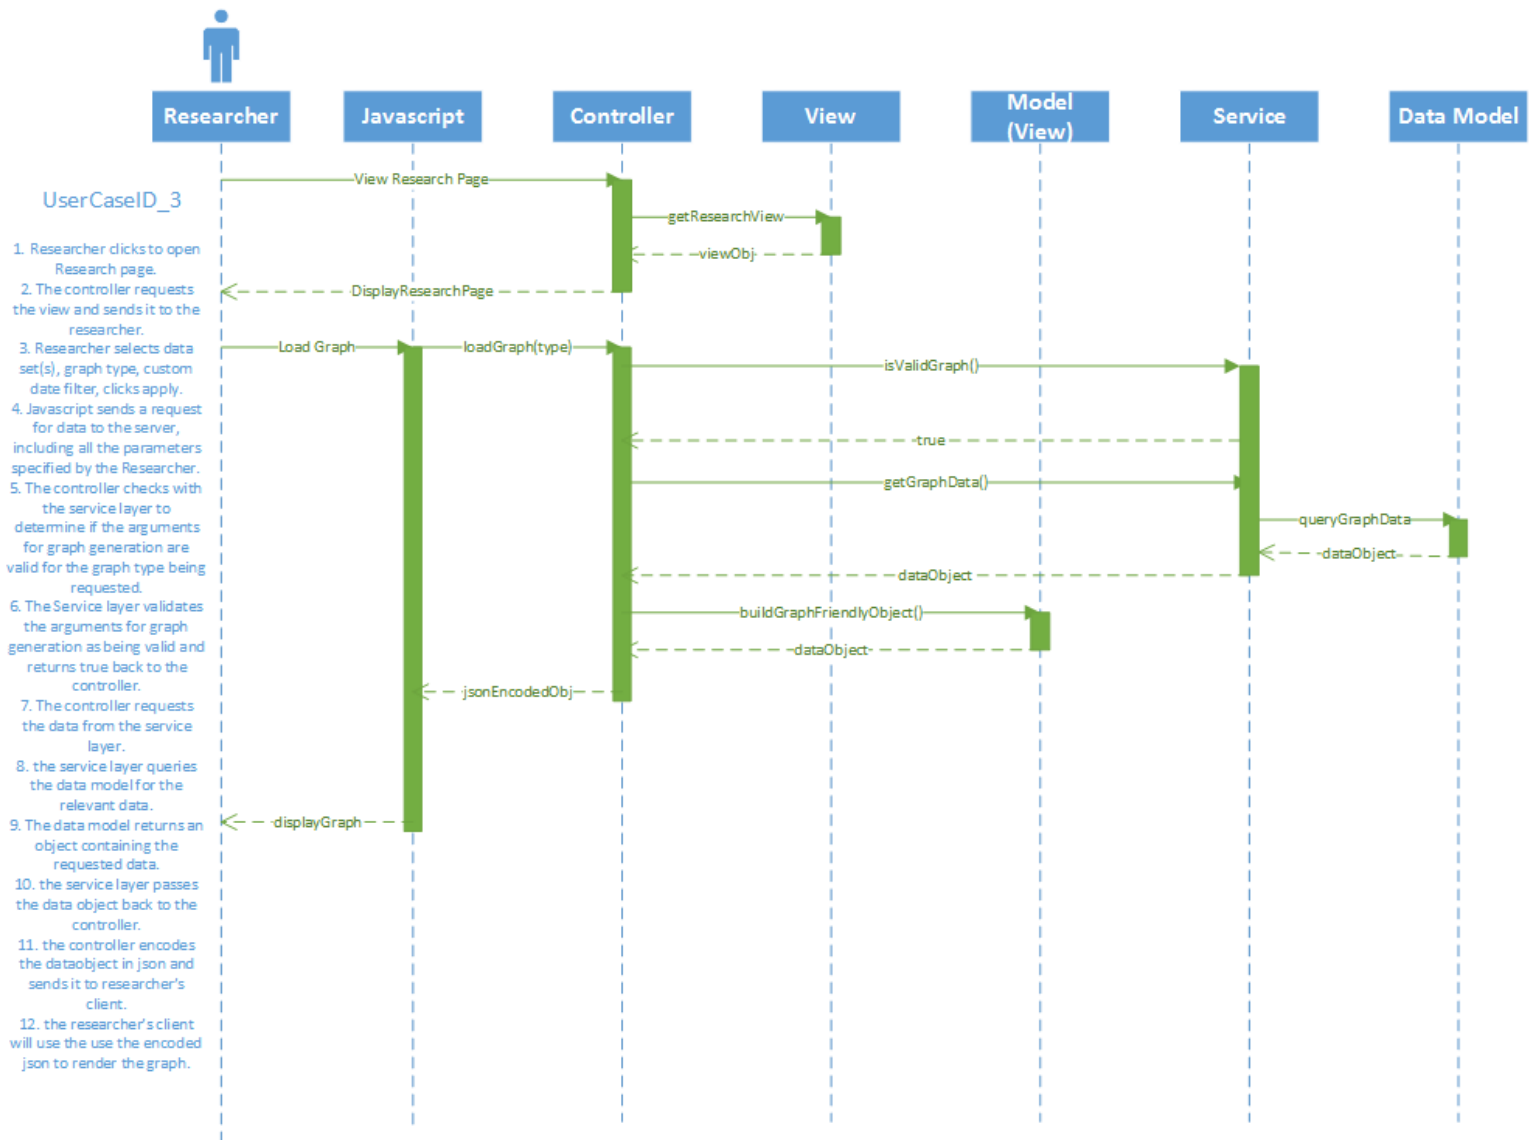 Researcher
Javascript
Controller
View
Model
(View)
Service
Data Model
View Research Page
UserCaseID_3
getResearchView
1. Researcher clicks to open
Research page.
2. The controller requests
the view and sends it to the
researcher.
3. Researcher selects data
set(s), graph type, custom
date filter, clicks apply.
4. Javascript sends a request
for data to the server,
including all the parameters
specified by the Researcher.
5. The controller checks with
the service layer to
determine if the arguments
for graph generation are
valid for the graph type being
requested.
6. The Service layer validates
the arguments for graph
generation as being valid and
returns true back to the
controller.
7. The controller requests
the data from the service
layer.
8. the service layer queries
the data model for the
relevant data.
9. The data model returns an
object containing the
requested data.
10. the service layer passes
the data object back to the
controller.
11. the controller encodes
the dataobject in json and
sends it to researcher's
client.
12. the researcher's client
will use the use the encoded
json to render the graph.
viewObj
DisplayResearchPage
Load Graph
loadGraph(type)
isValidGraph()
true
getGraphData()
queryGraphData
dataObject
dataObject
buildGraphFriendlyObject()
dataObject
jsonEncodedObj
displayGraph